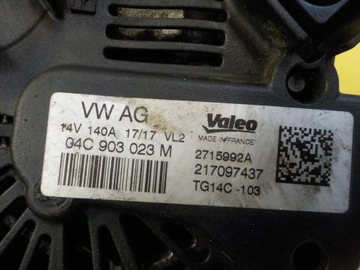 VW AG
Valeo
MADE IN FRANCE
14V 140A 17/17 VL2
04C 903 023 M
2715992A
217097437
TG14C -103